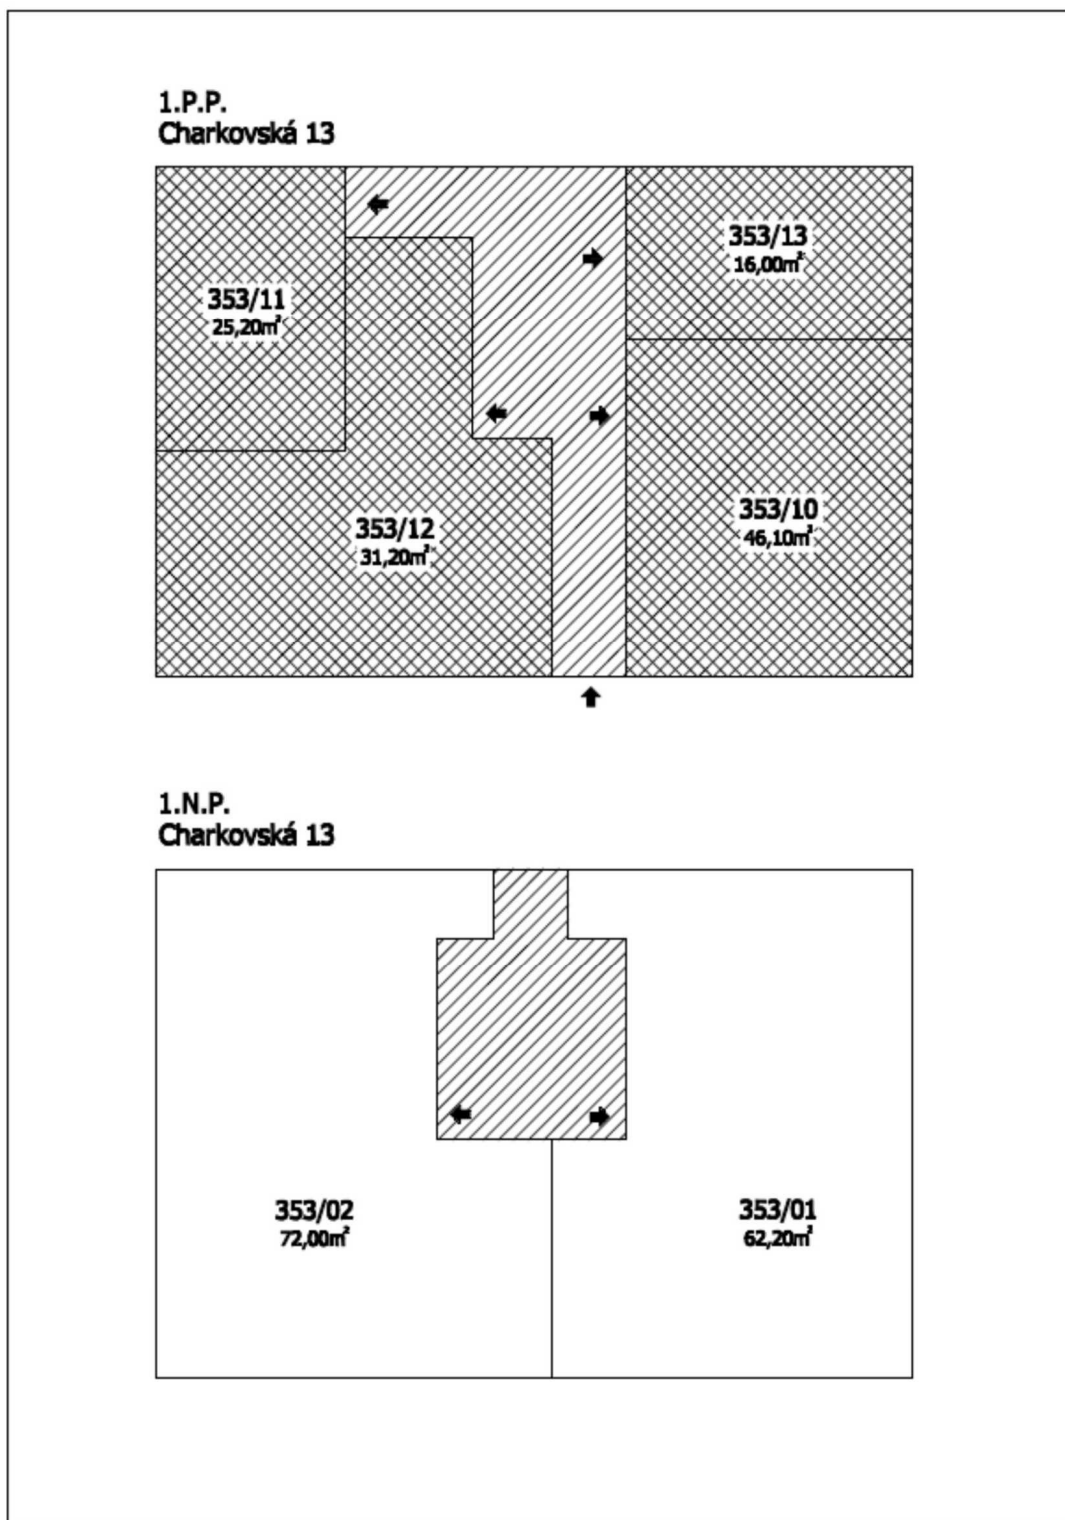 1.P.P.
Charkovská 13
353/13
16,00m²
353/11
25,20m²
353/10
46,10m²
353/12
31,20m²
1.N.P.
Charkovská 13
353/02
72,00m²
353/01
62,20m²